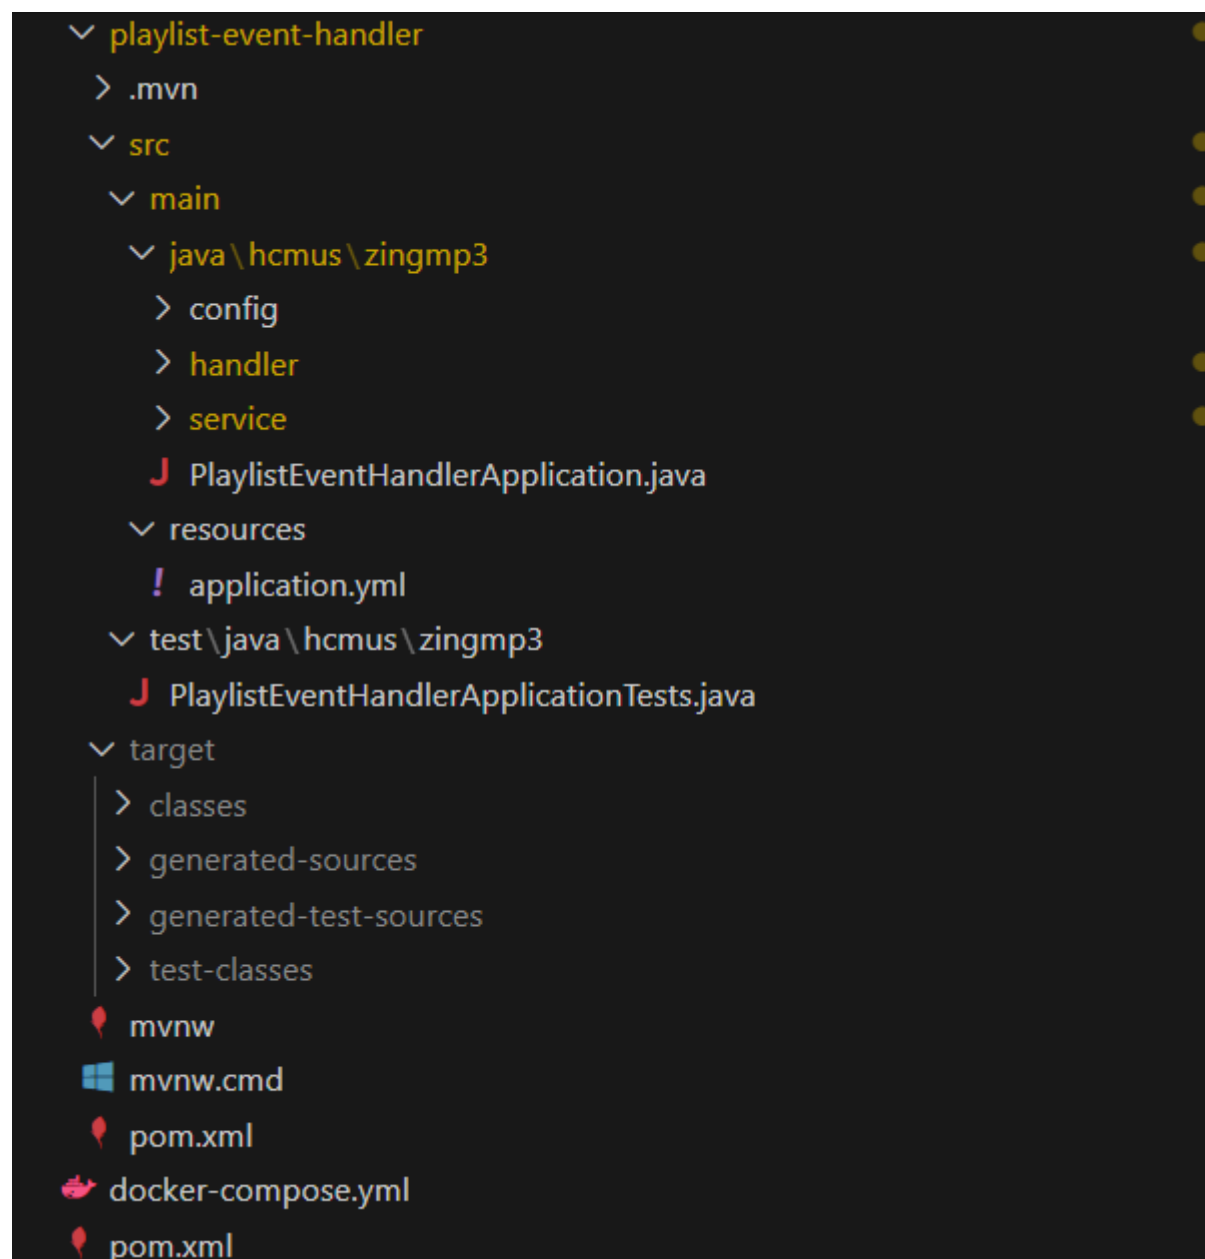 playlist-event-handler
.mvn
src
main
java\hcmus\zingmp3
config
handler
service
PlaylistEventHandlerApplication.java
resources
application.yml
test\java\hcmus\zingmp3
PlaylistEventHandlerApplicationTests.java
target
classes
generated-sources
generated-test-sources
test-classes
mvnw
mvnw.cmd
pom.xml
docker-compose.yml
pom.xml